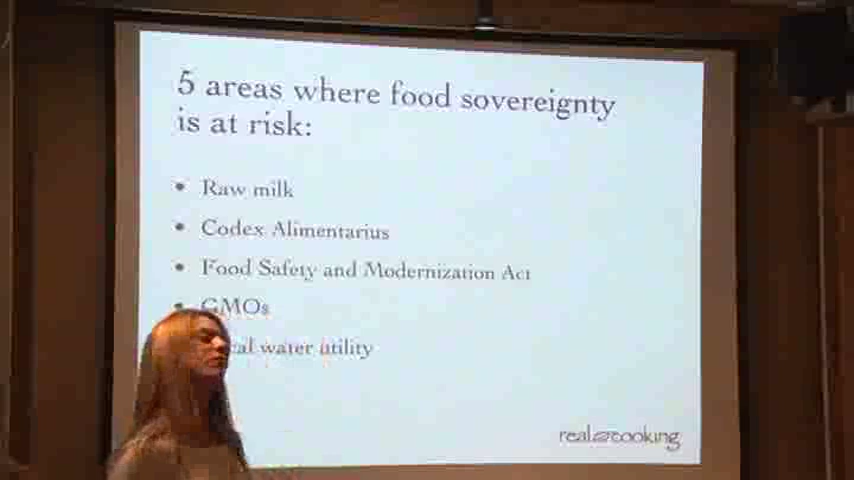 5 areas where food sovereignty
is at risk:
• Raw milk
• Codex Alimentarius
• Food Safety and Modernization Act
• GMOs
• cal water utility
real cooking